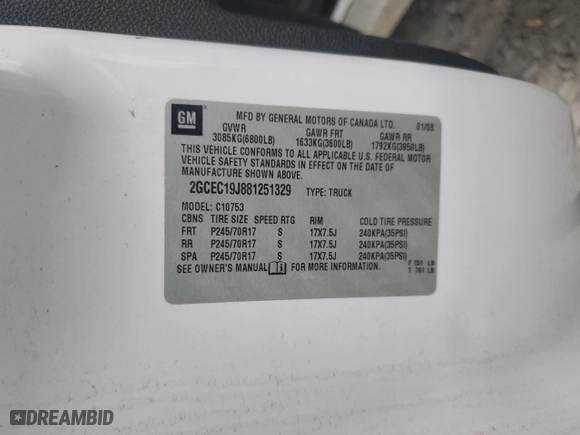 GM
MFD BY GENERAL MOTORS OF CANADA LTD. 01/08
GVWR GAWR FRT GAWR RR
3085KG(6800LB) 1633KG(3600LB) 1792KG(3950LB)
THIS VEHICLE CONFORMS TO ALL APPLICABLE U.S. FEDERAL MOTOR
VEHICLE SAFETY STANDARDS IN EFFECT ON THE DATE OF
MANUFACTURE SHOWN ABOVE.
2GCEC19J881251329 TYPE: TRUCK
MODEL: C10753
CBNS TIRE SIZE SPEED RTG RIM COLD TIRE PRESSURE
FRT P245/70R17 S 17X7.5J 240KPA(35PSI)
RR P245/70R17 S 17X7.5J 240KPA(35PSI)
SPA P245/70R17 S 17X7.5J 240KPA(35PSI)
SEE OWNER'S MANUAL FOR MORE INFORMATION.
F 151 LB
T 761 LB
DREAMBID